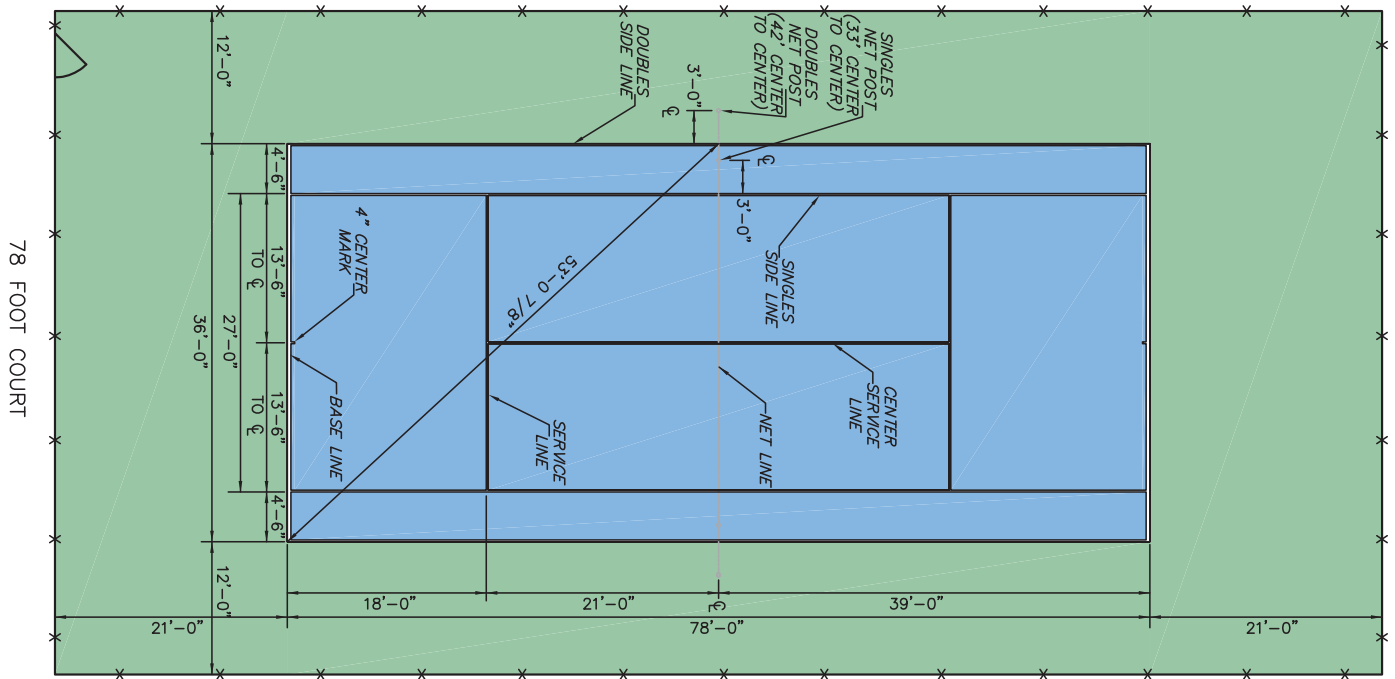 78 FOOT COURT
12'-0"
DOUBLES
SIDE LINE
3'-0"
℄
DOUBLES
NET POST
(42' CENTER
TO CENTER)
SINGLES
NET POST
(33' CENTER
TO CENTER)
℄
3'-0"
4'-6"
4" CENTER
MARK
13'-6"
TO ℄
27'-0"
36'-0"
53'-0 7/8"
SINGLES
SIDE LINE
CENTER
SERVICE
LINE
13'-6"
TO ℄
BASE LINE
SERVICE
LINE
NET LINE
4'-6"
12'-0"
18'-0"
21'-0"
℄
39'-0"
21'-0"
78'-0"
21'-0"